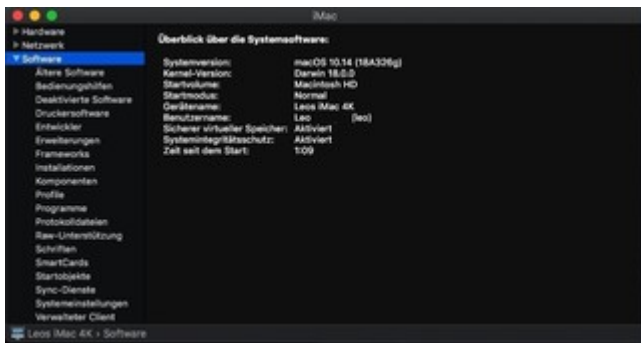 iMac
Hardware
Netzwerk
Software
Ältere Software
Bedienungshilfen
Deaktivierte Software
Druckersoftware
Entwickler
Erweiterungen
Frameworks
Installationen
Komponenten
Profile
Programme
Protokolldateien
Raw-Unterstützung
Schriften
SmartCards
Startobjekte
Sync-Dienste
Systemeinstellungen
Verwalteter Client
Überblick über die Systemsoftware:
Systemversion: macOS 10.14 (18A326g)
Kernel-Version: Darwin 18.0.0
Startvolume: Macintosh HD
Startmodus: Normal
Gerätename: Leos iMac 4K
Benutzername: Leo (leo)
Sicherer virtueller Speicher: Aktiviert
Systemintegritätsschutz: Aktiviert
Zeit seit dem Start: 1:09
Leos iMac 4K › Software